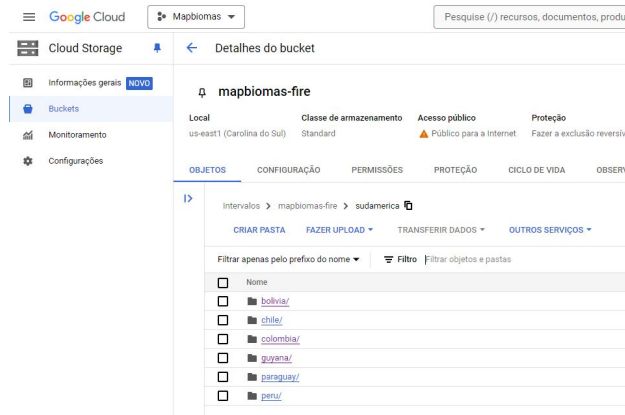 Google Cloud
Mapbiomas
Pesquise (/) recursos, documentos, produ
Cloud Storage
Detalhes do bucket
Informações gerais NOVO
Buckets
Monitoramento
Configurações
mapbiomas-fire
Local Classe de armazenamento Acesso público Proteção
us-east1 (Carolina do Sul) Standard Público para a Internet Fazer a exclusão reversív
OBJETOS CONFIGURAÇÃO PERMISSÕES PROTEÇÃO CICLO DE VIDA OBSER
Intervalos > mapbiomas-fire > sudamerica
CRIAR PASTA FAZER UPLOAD TRANSFERIR DADOS OUTROS SERVIÇOS
Filtrar apenas pelo prefixo do nome Filtro Filtrar objetos e pastas
Nome
bolivia/
chile/
colombia/
guyana/
paraguay/
peru/